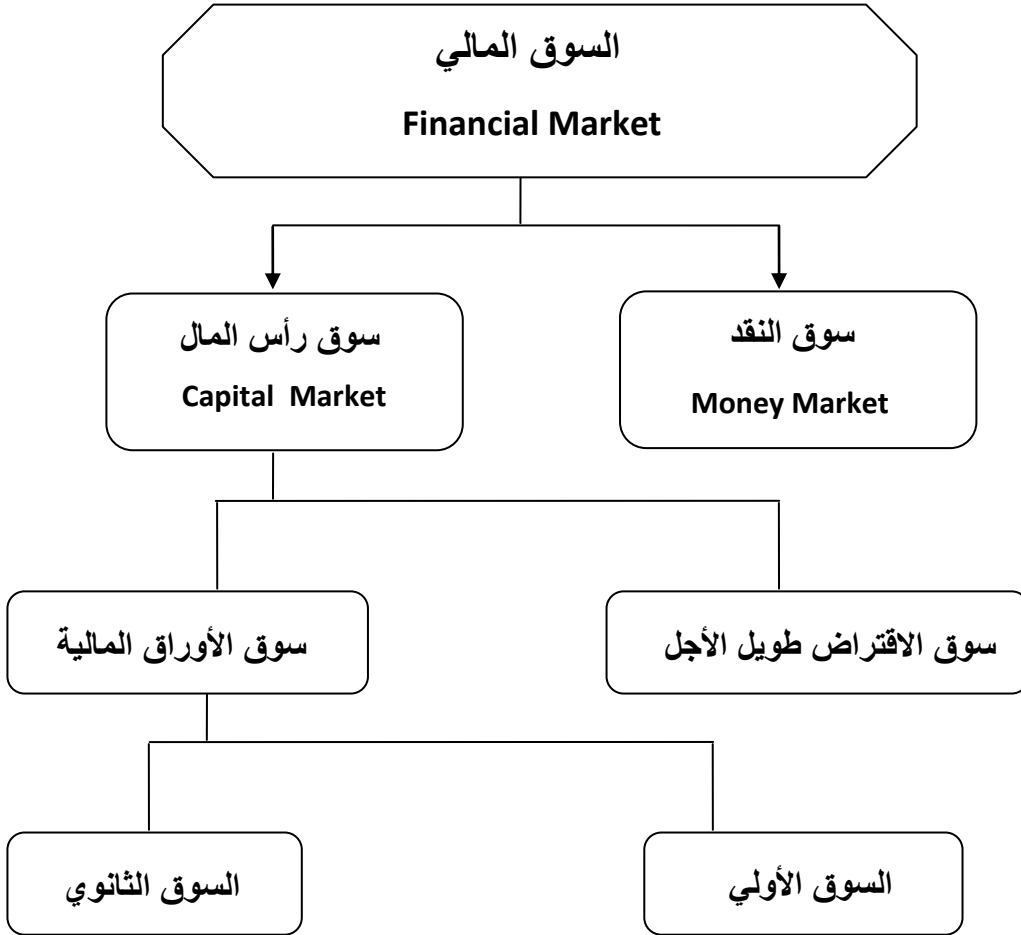 السوق المالي
Financial Market
سوق النقد
Money Market
سوق رأس المال
Capital Market
سوق الاقتراض طويل الأجل
سوق الأوراق المالية
السوق الأولي
السوق الثانوي